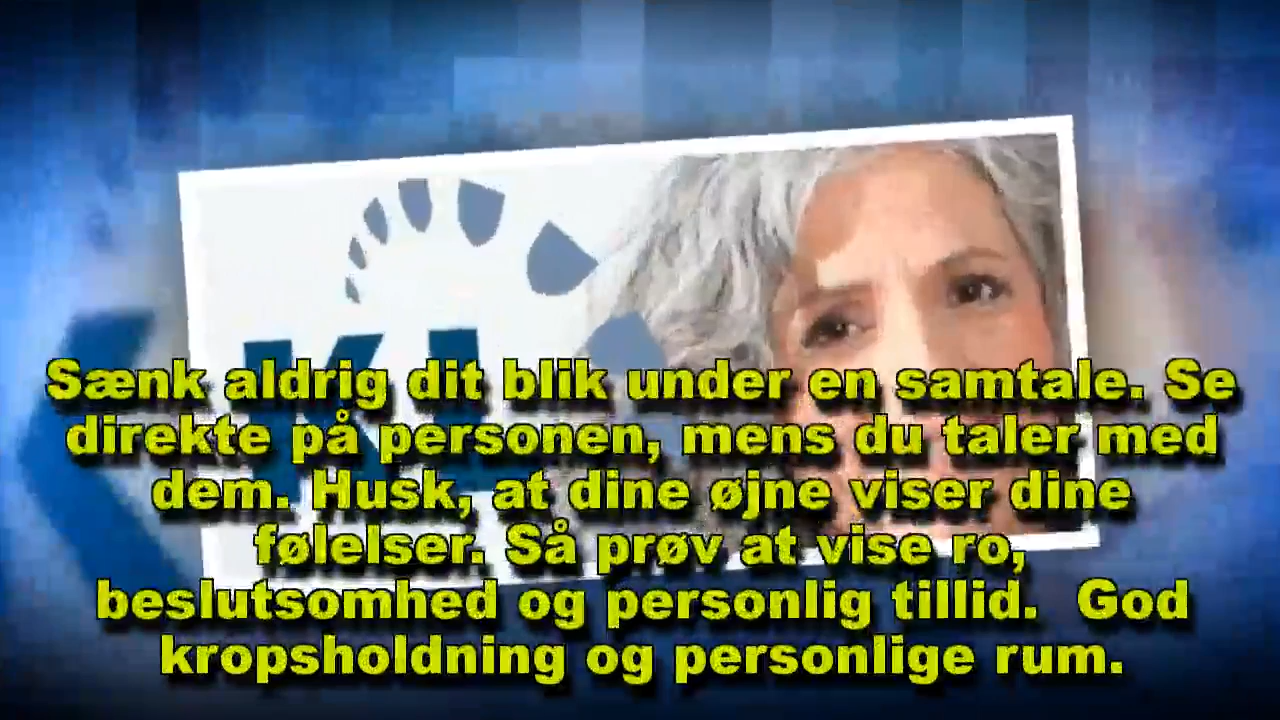 KL
Sænk aldrig dit blik under en samtale. Se
direkte på personen, mens du taler med
dem. Husk, at dine øjne viser dine
følelser. Så prøv at vise ro,
beslutsomhed og personlig tillid.  God
kropsholdning og personlige rum.